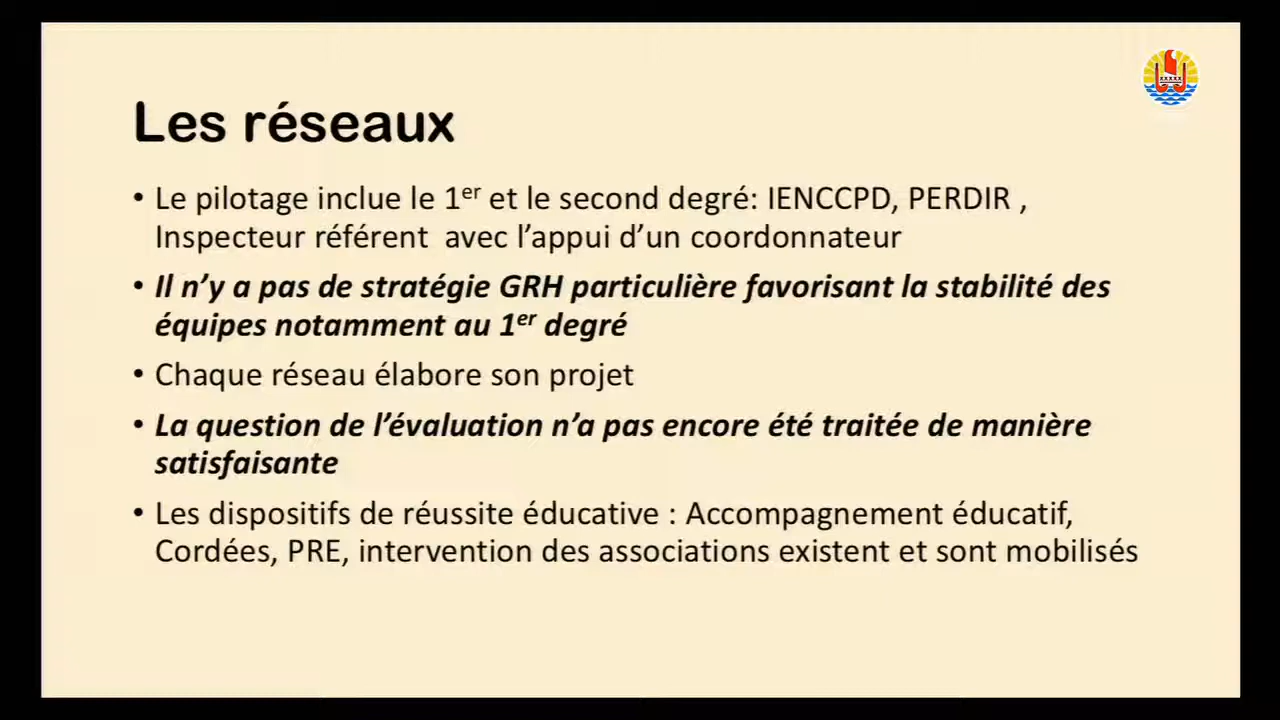 Les réseaux
• Le pilotage inclue le 1er et le second degré: IENCCPD, PERDIR ,
Inspecteur référent  avec l’appui d’un coordonnateur
• Il n’y a pas de stratégie GRH particulière favorisant la stabilité des
équipes notamment au 1er degré
• Chaque réseau élabore son projet
• La question de l’évaluation n’a pas encore été traitée de manière
satisfaisante
• Les dispositifs de réussite éducative : Accompagnement éducatif,
Cordées, PRE, intervention des associations existent et sont mobilisés